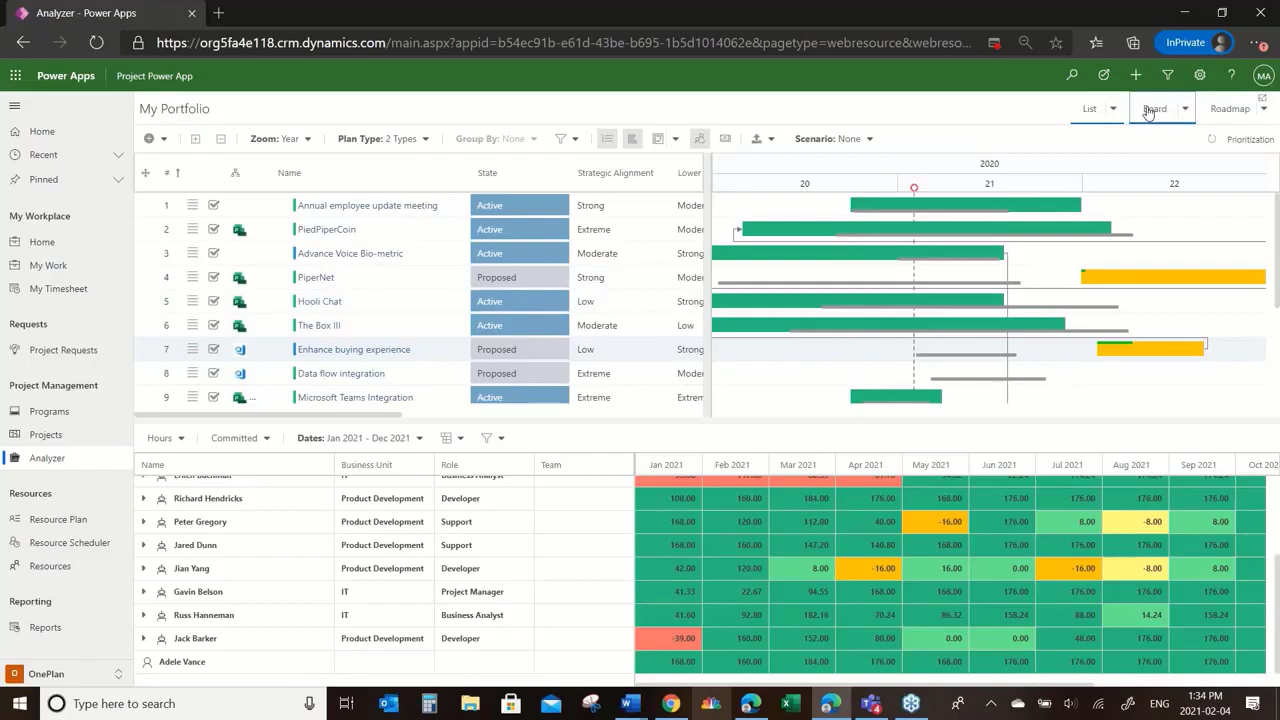 Analyzer - Power Apps
https://org5fa4e118.crm.dynamics.com/main.aspx?appid=b54ec91b-e61d-43be-b695-1b5d1014062e&pagetype=webresource&webreso...
InPrivate
Power Apps Project Power App
MA
My Portfolio List Board Roadmap
Zoom: Year Plan Type: 2 Types Group By: None Scenario: None Prioritization
# Name State Strategic Alignment Lower
2020
20 21 22
1 Annual employee update meeting Active Strong Moder
2 PiedPiperCoin Active Extreme Moder
3 Advance Voice Bio-metric Active Moderate Moder
4 PiperNet Proposed Strong Moder
5 Hooli Chat Active Low Strong
6 The Box III Active Moderate Low
7 Enhance buying experience Proposed Low Strong
8 Data flow integration Proposed Extreme Moder
9 ... Microsoft Teams Integration Active Extreme Extrem
Home
Recent
Pinned
My Workplace
Home
My Work
My Timesheet
Requests
Project Requests
Project Management
Programs
Projects
Analyzer
Resources
Resource Plan
Resource Scheduler
Resources
Reporting
Reports
OnePlan
Hours Committed Dates: Jan 2021 - Dec 2021
Name Business Unit Role Team Jan 2021 Feb 2021 Mar 2021 Apr 2021 May 2021 Jun 2021 Jul 2021 Aug 2021 Sep 2021 Oct 202
Richard Hendricks Product Development Developer 108.00 160.00 184.00 176.00 168.00 176.00 176.00 176.00 176.00
Peter Gregory Product Development Support 168.00 120.00 112.00 40.00 -16.00 176.00 8.00 -8.00 8.00
Jared Dunn Product Development Support 168.00 160.00 147.20 140.80 168.00 176.00 176.00 176.00 176.00
Jian Yang Product Development Developer 42.00 120.00 8.00 -16.00 16.00 0.00 -16.00 -8.00 8.00
Gavin Belson IT Project Manager 41.33 22.67 94.55 168.00 168.00 176.00 176.00 176.00 176.00
Russ Hanneman IT Business Analyst 41.60 92.80 182.16 70.24 86.32 158.24 88.00 14.24 158.24
Jack Barker Product Development Developer -39.00 160.00 152.00 80.00 0.00 0.00 48.00 176.00 176.00
Adele Vance 168.00 160.00 184.00 176.00 168.00 176.00 176.00 176.00 176.00
Type here to search
1:34 PM
2021-02-04